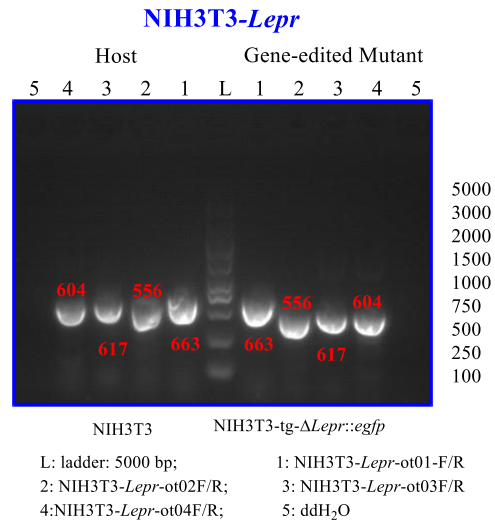 NIH3T3-Lepr
Host Gene-edited Mutant
5 4 3 2 1 L 1 2 3 4 5
5000
3000
2000
1500
1000
750
500
250
100
604 556 556 604
617 663 663 617
NIH3T3 NIH3T3-tg-ΔLepr::egfp
L: ladder: 5000 bp; 1: NIH3T3-Lepr-ot01-F/R
2: NIH3T3-Lepr-ot02F/R; 3: NIH3T3-Lepr-ot03F/R
4:NIH3T3-Lepr-ot04F/R; 5: ddH₂O